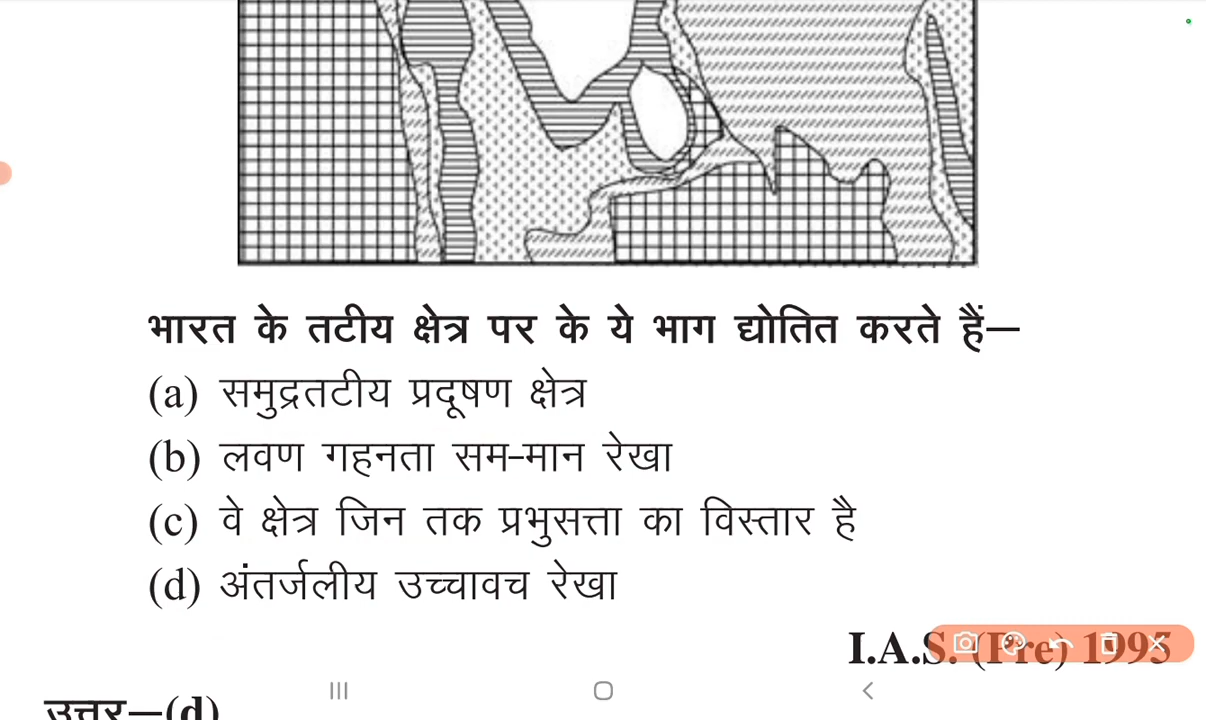 भारत के तटीय क्षेत्र पर के ये भाग द्योतित करते हैं—
(a) समुद्रतटीय प्रदूषण क्षेत्र
(b) लवण गहनता सम-मान रेखा
(c) वे क्षेत्र जिन तक प्रभुसत्ता का विस्तार है
(d) अंतर्जलीय उच्चावच रेखा
I.A.S. (Pre) 1995
उत्तर—(d)